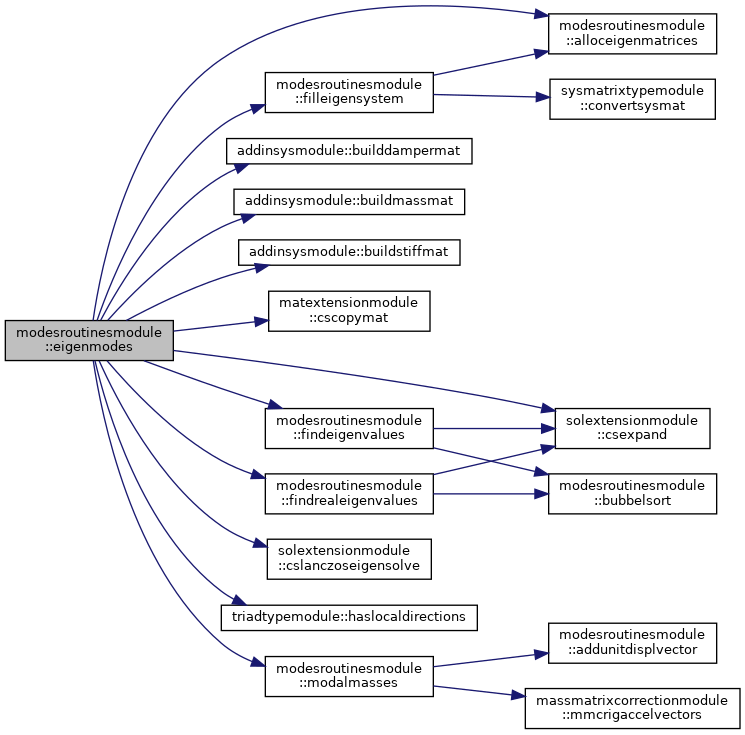 modesroutinesmodule
::alloceigenmatrices
modesroutinesmodule
::filleigensystem
sysmatrixtypemodule
::convertsysmat
addinsysmodule::builddampermat
addinsysmodule::buildmassmat
addinsysmodule::buildstiffmat
matextensionmodule
::cscopymat
modesroutinesmodule
::eigenmodes
modesroutinesmodule
::findeigenvalues
solextensionmodule
::csexpand
modesroutinesmodule
::findrealeigenvalues
modesroutinesmodule
::bubbelsort
solextensionmodule
::cslanczoseigensolve
triadtypemodule::haslocaldirections
modesroutinesmodule
::addunitdisplvector
modesroutinesmodule
::modalmasses
massmatrixcorrectionmodule
::mmcrigaccelvectors